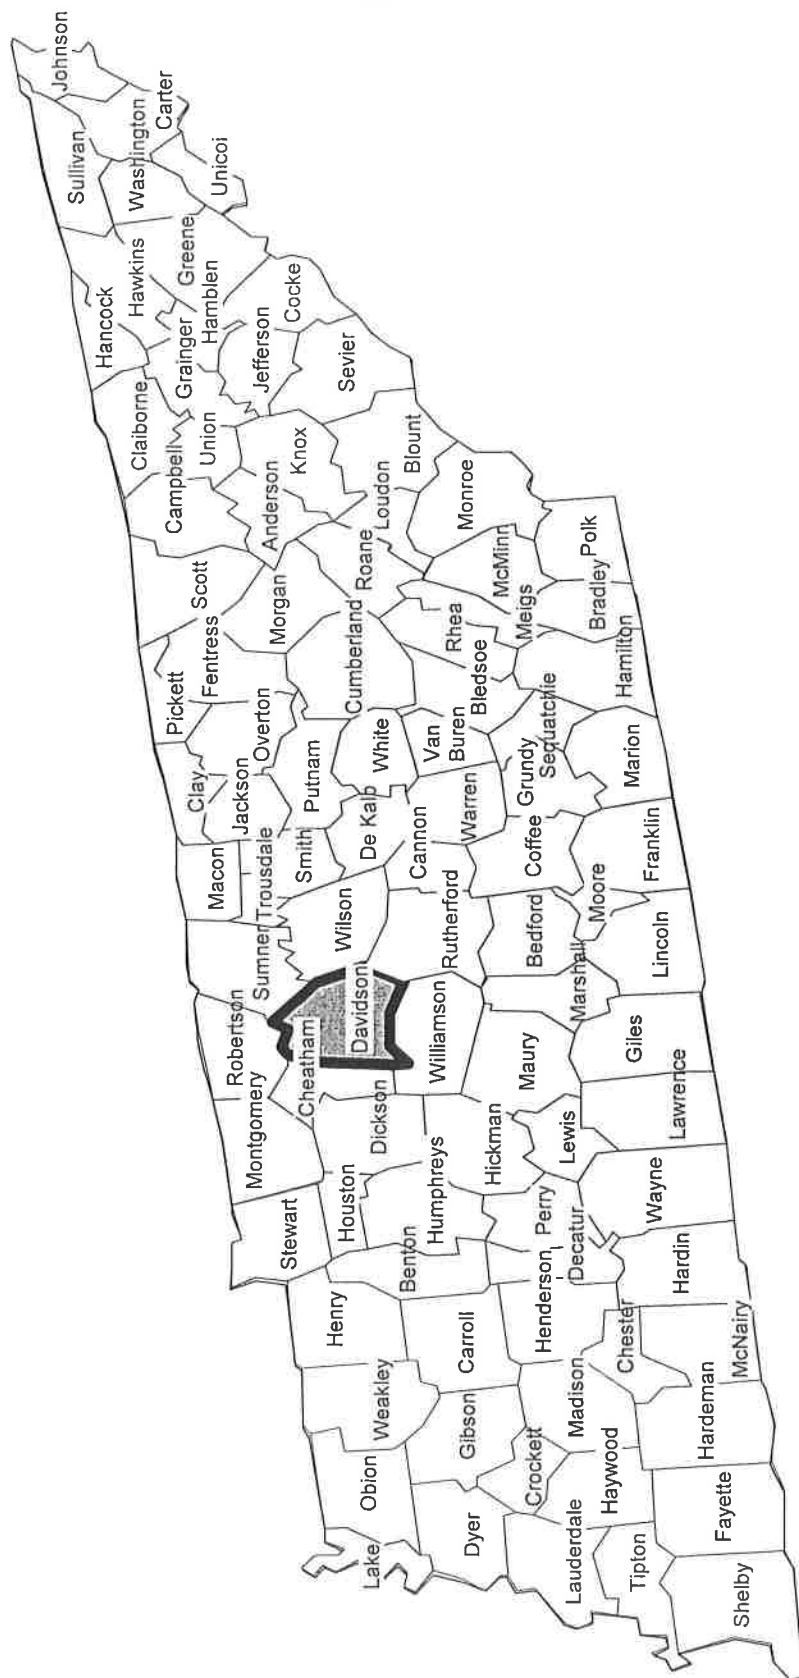 Johnson
Sullivan
Carter
Washington
Unicoi
Hancock
Hawkins
Greene
Hamblen
Claiborne
Grainger
Jefferson
Cocke
Campbell
Union
Sevier
Knox
Anderson
Blount
Loudon
Scott
Monroe
Roane
Morgan
Pickett
Fentress
McMinn
Polk
Cumberland
Rhea
Meigs
Bradley
Clay
Overton
Bledsoe
Hamilton
Jackson
Putnam
White
Van
Buren
Sequatchie
Macon
Trousdale
Smith
De Kalb
Warren
Grundy
Marion
Cannon
Coffee
Franklin
Sumner
Wilson
Rutherford
Bedford
Moore
Lincoln
Robertson
Davidson
Marshall
Cheatham
Williamson
Montgomery
Maury
Giles
Dickson
Lawrence
Hickman
Lewis
Stewart
Houston
Humphreys
Perry
Wayne
Benton
Decatur
Hardin
Henry
Henderson
Carroll
Chester
McNairy
Weakley
Gibson
Madison
Hardeman
Obion
Crockett
Haywood
Dyer
Lake
Lauderdale
Fayette
Tipton
Shelby